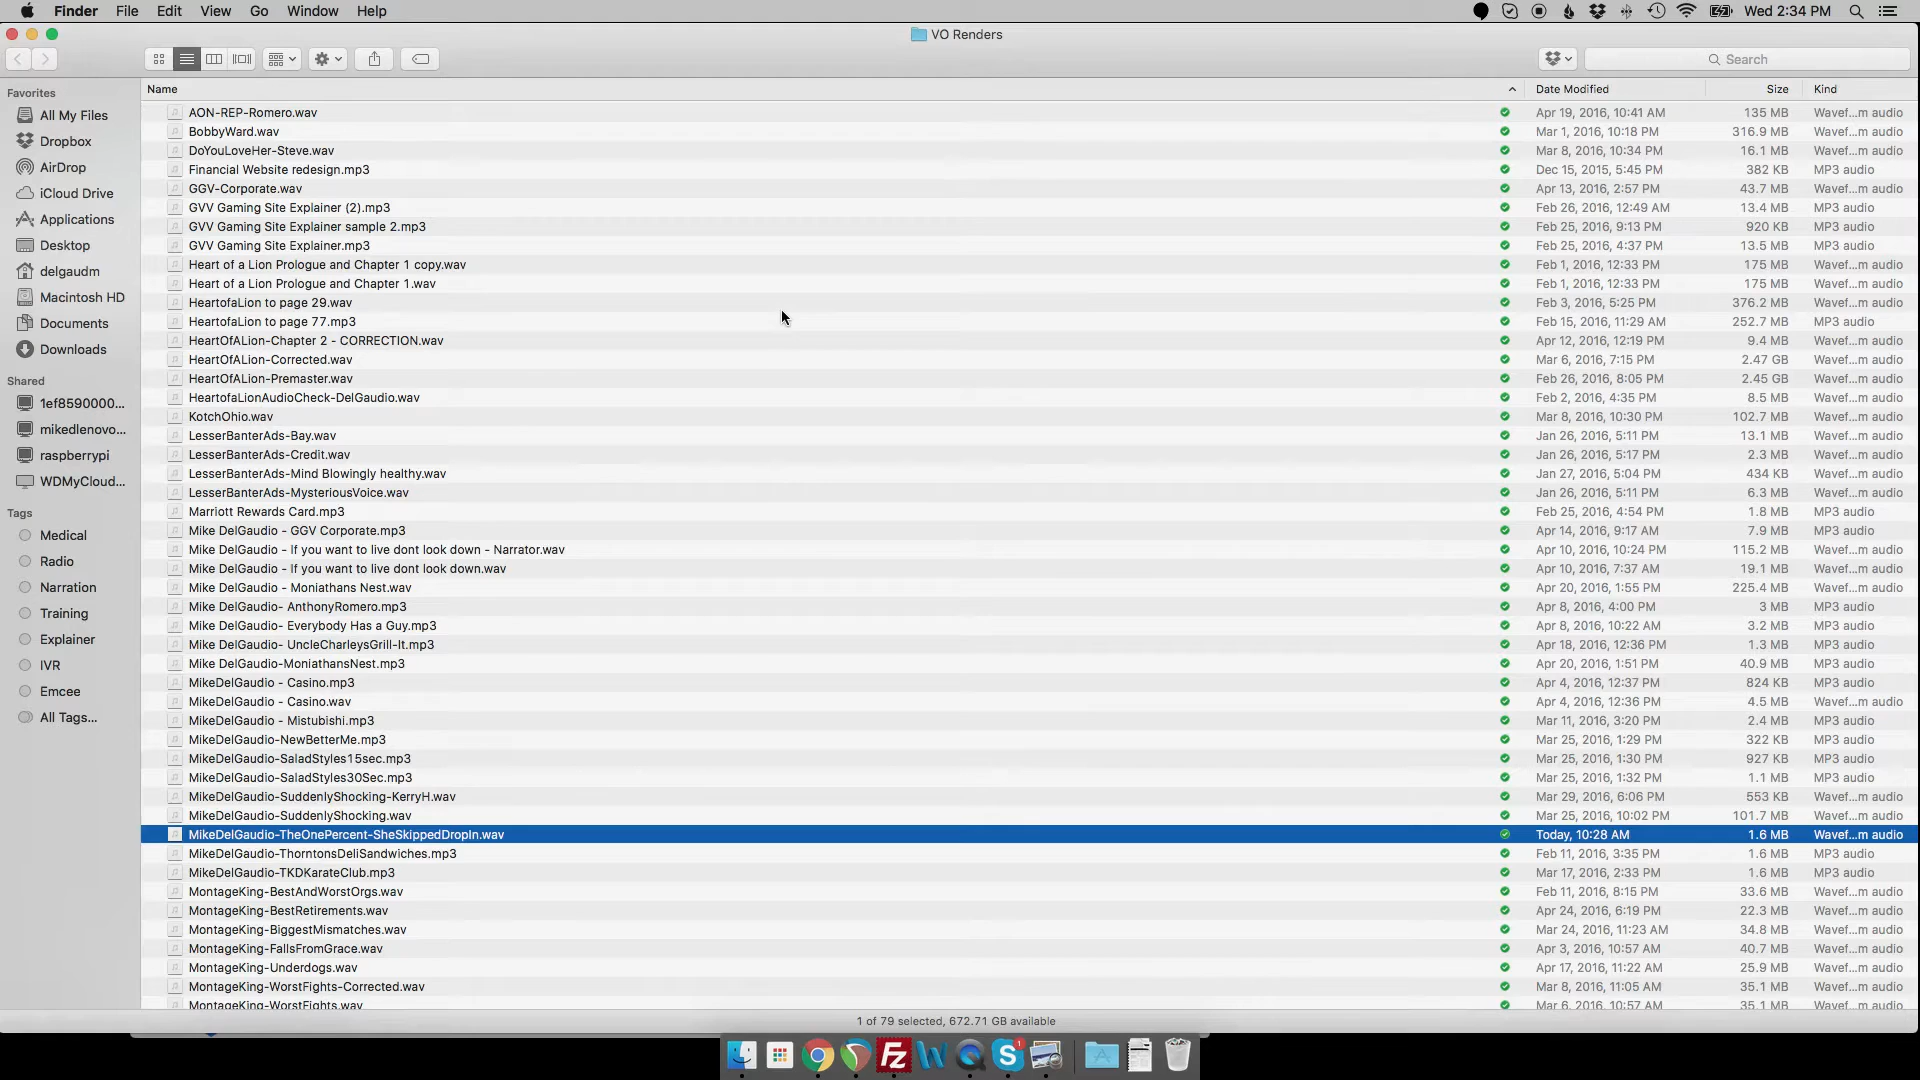 Finder File Edit View Go Window Help Wed 2:34 PM
VO Renders
Search
Favorites
All My Files
Dropbox
AirDrop
iCloud Drive
Applications
Desktop
delgaudm
Macintosh HD
Documents
Downloads
Shared
1ef8590000...
mikedlenovo...
raspberrypi
WDMyCloud...
Tags
Medical
Radio
Narration
Training
Explainer
IVR
Emcee
All Tags...
Name Date Modified Size Kind
AON-REP-Romero.wav Apr 19, 2016, 10:41 AM 135 MB Wavef...m audio
BobbyWard.wav Mar 1, 2016, 10:18 PM 316.9 MB Wavef...m audio
DoYouLoveHer-Steve.wav Mar 8, 2016, 10:34 PM 16.1 MB Wavef...m audio
Financial Website redesign.mp3 Dec 15, 2015, 5:45 PM 382 KB MP3 audio
GGV-Corporate.wav Apr 13, 2016, 2:57 PM 43.7 MB Wavef...m audio
GVV Gaming Site Explainer (2).mp3 Feb 26, 2016, 12:49 AM 13.4 MB MP3 audio
GVV Gaming Site Explainer sample 2.mp3 Feb 25, 2016, 9:13 PM 920 KB MP3 audio
GVV Gaming Site Explainer.mp3 Feb 25, 2016, 4:37 PM 13.5 MB MP3 audio
Heart of a Lion Prologue and Chapter 1 copy.wav Feb 1, 2016, 12:33 PM 175 MB Wavef...m audio
Heart of a Lion Prologue and Chapter 1.wav Feb 1, 2016, 12:33 PM 175 MB Wavef...m audio
HeartofaLion to page 29.wav Feb 3, 2016, 5:25 PM 376.2 MB Wavef...m audio
HeartofaLion to page 77.mp3 Feb 15, 2016, 11:29 AM 252.7 MB MP3 audio
HeartOfALion-Chapter 2 - CORRECTION.wav Apr 12, 2016, 12:19 PM 9.4 MB Wavef...m audio
HeartOfALion-Corrected.wav Mar 6, 2016, 7:15 PM 2.47 GB Wavef...m audio
HeartOfALion-Premaster.wav Feb 26, 2016, 8:05 PM 2.45 GB Wavef...m audio
HeartofaLionAudioCheck-DelGaudio.wav Feb 2, 2016, 4:35 PM 8.5 MB Wavef...m audio
KotchOhio.wav Mar 8, 2016, 10:30 PM 102.7 MB Wavef...m audio
LesserBanterAds-Bay.wav Jan 26, 2016, 5:11 PM 13.1 MB Wavef...m audio
LesserBanterAds-Credit.wav Jan 26, 2016, 5:17 PM 2.3 MB Wavef...m audio
LesserBanterAds-Mind Blowingly healthy.wav Jan 27, 2016, 5:04 PM 434 KB Wavef...m audio
LesserBanterAds-MysteriousVoice.wav Jan 26, 2016, 5:11 PM 6.3 MB Wavef...m audio
Marriott Rewards Card.mp3 Feb 25, 2016, 4:54 PM 1.8 MB MP3 audio
Mike DelGaudio - GGV Corporate.mp3 Apr 14, 2016, 9:17 AM 7.9 MB MP3 audio
Mike DelGaudio - If you want to live dont look down - Narrator.wav Apr 10, 2016, 10:24 PM 115.2 MB Wavef...m audio
Mike DelGaudio - If you want to live dont look down.wav Apr 10, 2016, 7:37 AM 19.1 MB Wavef...m audio
Mike DelGaudio - Moniathans Nest.wav Apr 20, 2016, 1:55 PM 225.4 MB Wavef...m audio
Mike DelGaudio- AnthonyRomero.mp3 Apr 8, 2016, 4:00 PM 3 MB MP3 audio
Mike DelGaudio- Everybody Has a Guy.mp3 Apr 8, 2016, 10:22 AM 3.2 MB MP3 audio
Mike DelGaudio- UncleCharleysGrill-It.mp3 Apr 18, 2016, 12:36 PM 1.3 MB MP3 audio
Mike DelGaudio-MoniathansNest.mp3 Apr 20, 2016, 1:51 PM 40.9 MB MP3 audio
MikeDelGaudio - Casino.mp3 Apr 4, 2016, 12:37 PM 824 KB MP3 audio
MikeDelGaudio - Casino.wav Apr 4, 2016, 12:36 PM 4.5 MB Wavef...m audio
MikeDelGaudio - Mistubishi.mp3 Mar 11, 2016, 3:20 PM 2.4 MB MP3 audio
MikeDelGaudio-NewBetterMe.mp3 Mar 25, 2016, 1:29 PM 322 KB MP3 audio
MikeDelGaudio-SaladStyles15sec.mp3 Mar 25, 2016, 1:30 PM 927 KB MP3 audio
MikeDelGaudio-SaladStyles30Sec.mp3 Mar 25, 2016, 1:32 PM 1.1 MB MP3 audio
MikeDelGaudio-SuddenlyShocking-KerryH.wav Mar 29, 2016, 6:06 PM 553 KB Wavef...m audio
MikeDelGaudio-SuddenlyShocking.wav Mar 25, 2016, 10:02 PM 101.7 MB Wavef...m audio
MikeDelGaudio-TheOnePercent-SheSkippedDropIn.wav Today, 10:28 AM 1.6 MB Wavef...m audio
MikeDelGaudio-ThorntonsDeliSandwiches.mp3 Feb 11, 2016, 3:35 PM 1.6 MB MP3 audio
MikeDelGaudio-TKDKarateClub.mp3 Mar 17, 2016, 2:33 PM 1.6 MB MP3 audio
MontageKing-BestAndWorstOrgs.wav Feb 11, 2016, 8:15 PM 33.6 MB Wavef...m audio
MontageKing-BestRetirements.wav Apr 24, 2016, 6:19 PM 22.3 MB Wavef...m audio
MontageKing-BiggestMismatches.wav Mar 24, 2016, 11:23 AM 34.8 MB Wavef...m audio
MontageKing-FallsFromGrace.wav Apr 3, 2016, 10:57 AM 40.7 MB Wavef...m audio
MontageKing-Underdogs.wav Apr 17, 2016, 11:22 AM 25.9 MB Wavef...m audio
MontageKing-WorstFights-Corrected.wav Mar 8, 2016, 11:05 AM 35.1 MB Wavef...m audio
MontageKing-WorstFights.wav Mar 6, 2016, 10:57 AM 35.1 MB Wavef...m audio
1 of 79 selected, 672.71 GB available
Fz W S 1